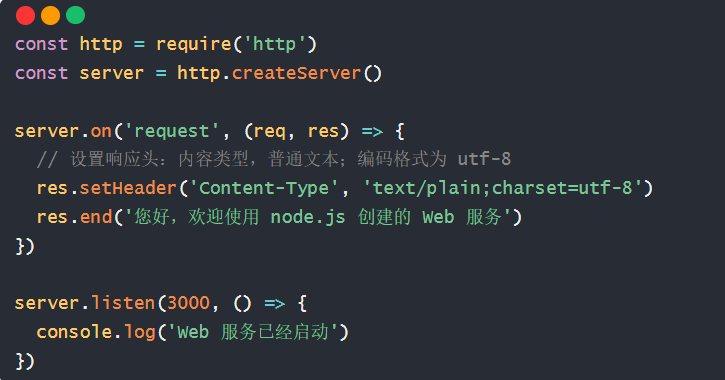 const http = require('http')
const server = http.createServer()
server.on('request', (req, res) => {
// 设置响应头：内容类型，普通文本；编码格式为 utf-8
res.setHeader('Content-Type', 'text/plain;charset=utf-8')
res.end('您好，欢迎使用 node.js 创建的 Web 服务')
})
server.listen(3000, () => {
console.log('Web 服务已经启动')
})